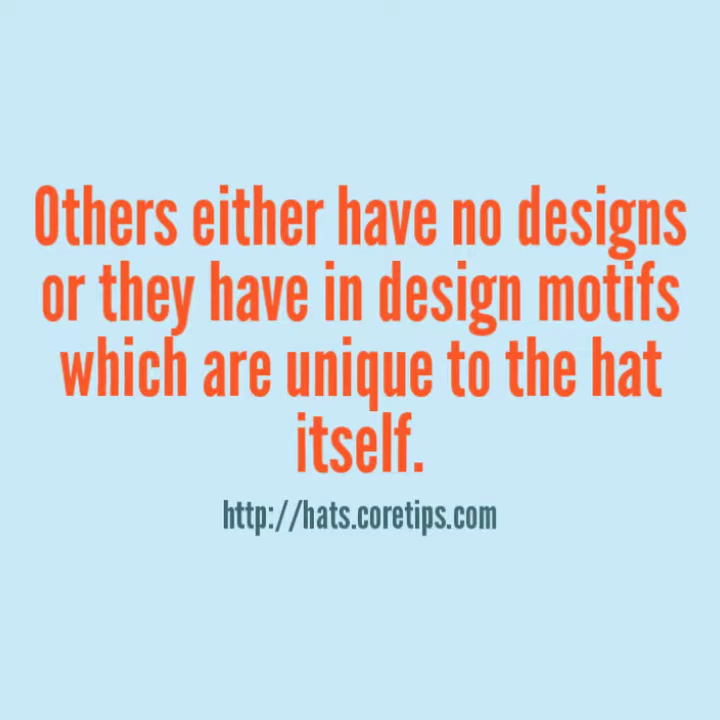 Others either have no designs
or they have in design motifs
which are unique to the hat
itself.
http://hats.coretips.com